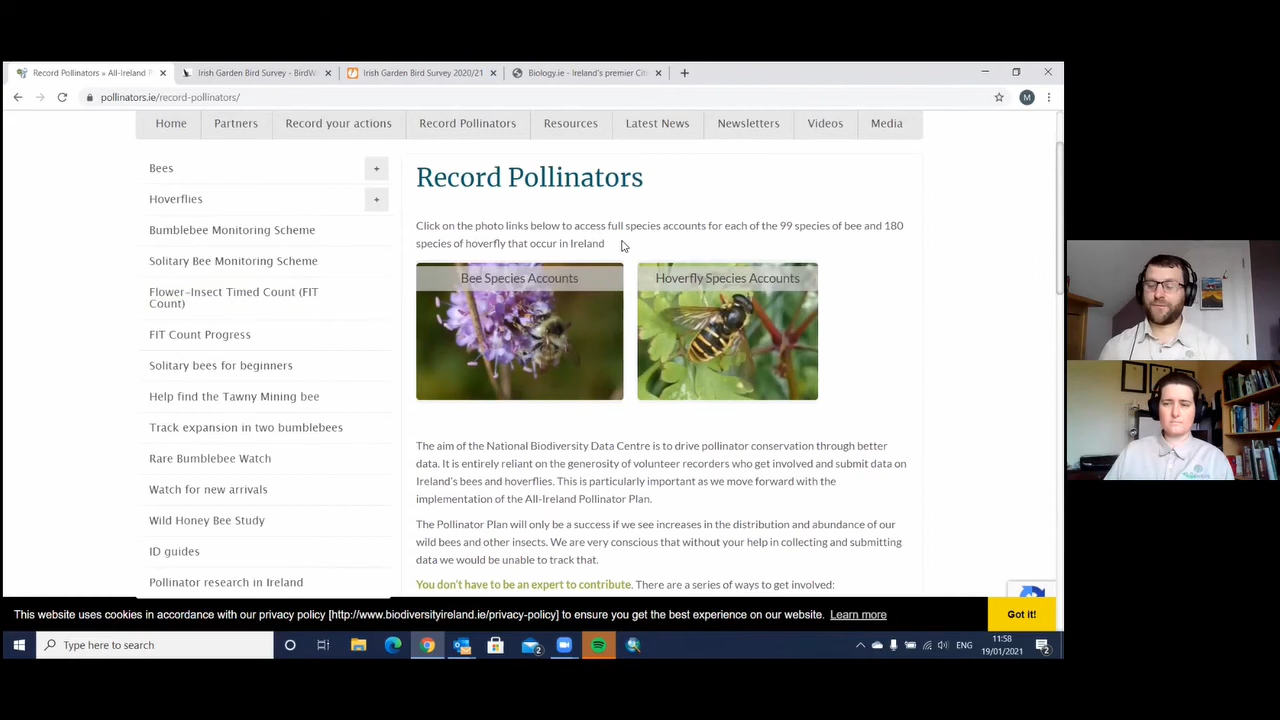 Record Pollinators » All-Ireland P
Irish Garden Bird Survey - BirdW
Irish Garden Bird Survey 2020/21
Biology.ie - Ireland's premier Cit
pollinators.ie/record-pollinators/
M
Home
Partners
Record your actions
Record Pollinators
Resources
Latest News
Newsletters
Videos
Media
Bees
+
Hoverflies
+
Bumblebee Monitoring Scheme
Solitary Bee Monitoring Scheme
Flower-Insect Timed Count (FIT
Count)
FIT Count Progress
Solitary bees for beginners
Help find the Tawny Mining bee
Track expansion in two bumblebees
Rare Bumblebee Watch
Watch for new arrivals
Wild Honey Bee Study
ID guides
Pollinator research in Ireland
Record Pollinators
Click on the photo links below to access full species accounts for each of the 99 species of bee and 180
species of hoverfly that occur in Ireland
Bee Species Accounts
Hoverfly Species Accounts
The aim of the National Biodiversity Data Centre is to drive pollinator conservation through better
data. It is entirely reliant on the generosity of volunteer recorders who get involved and submit data on
Ireland's bees and hoverflies. This is particularly important as we move forward with the
implementation of the All-Ireland Pollinator Plan.
The Pollinator Plan will only be a success if we see increases in the distribution and abundance of our
wild bees and other insects. We are very conscious that without your help in collecting and submitting
data we would be unable to track that.
You don't have to be an expert to contribute. There are a series of ways to get involved:
This website uses cookies in accordance with our privacy policy [http://www.biodiversityireland.ie/privacy-policy] to ensure you get the best experience on our website. Learn more
Got it!
Type here to search
2
ENG
11:58
19/01/2021
2